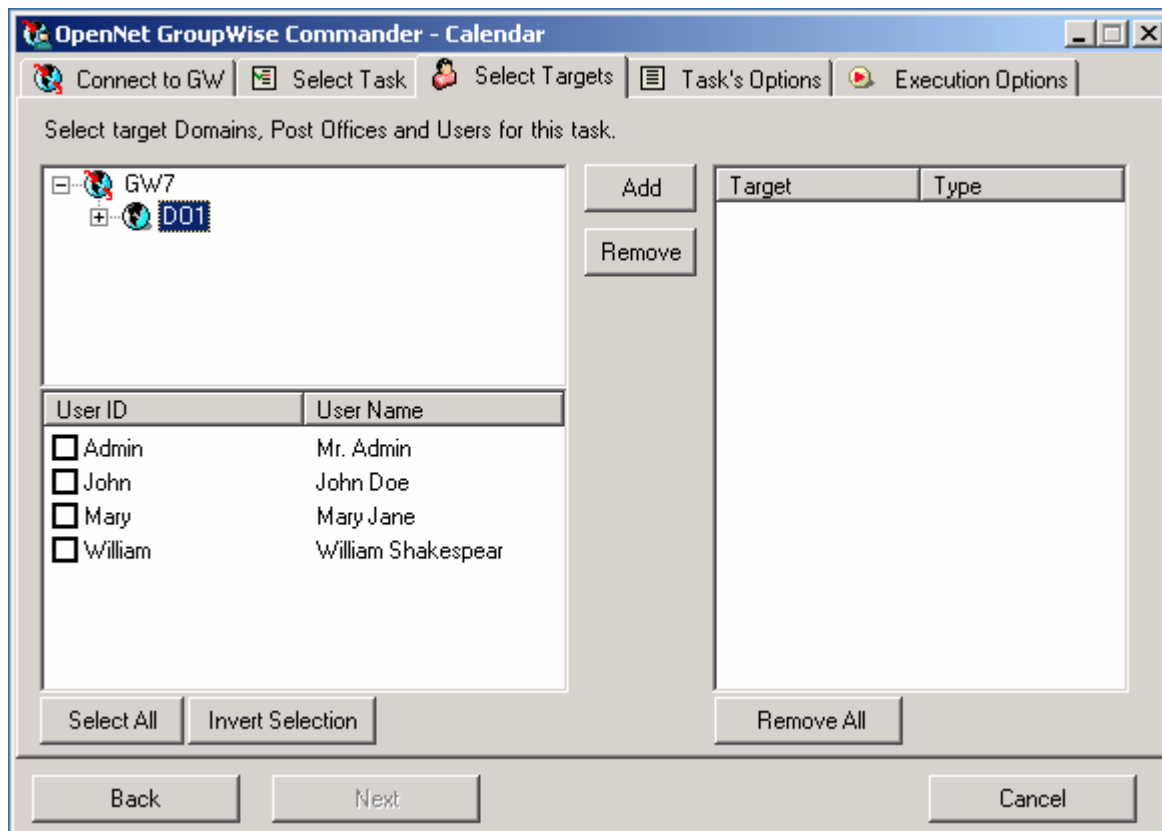 OpenNet GroupWise Commander - Calendar
Connect to GW Select Task Select Targets Task's Options Execution Options
Select target Domains, Post Offices and Users for this task.
GW7
DO1
Add
Remove
Target Type
User ID User Name
Admin Mr. Admin
John John Doe
Mary Mary Jane
William William Shakespear
Select All Invert Selection Remove All
Back Next Cancel